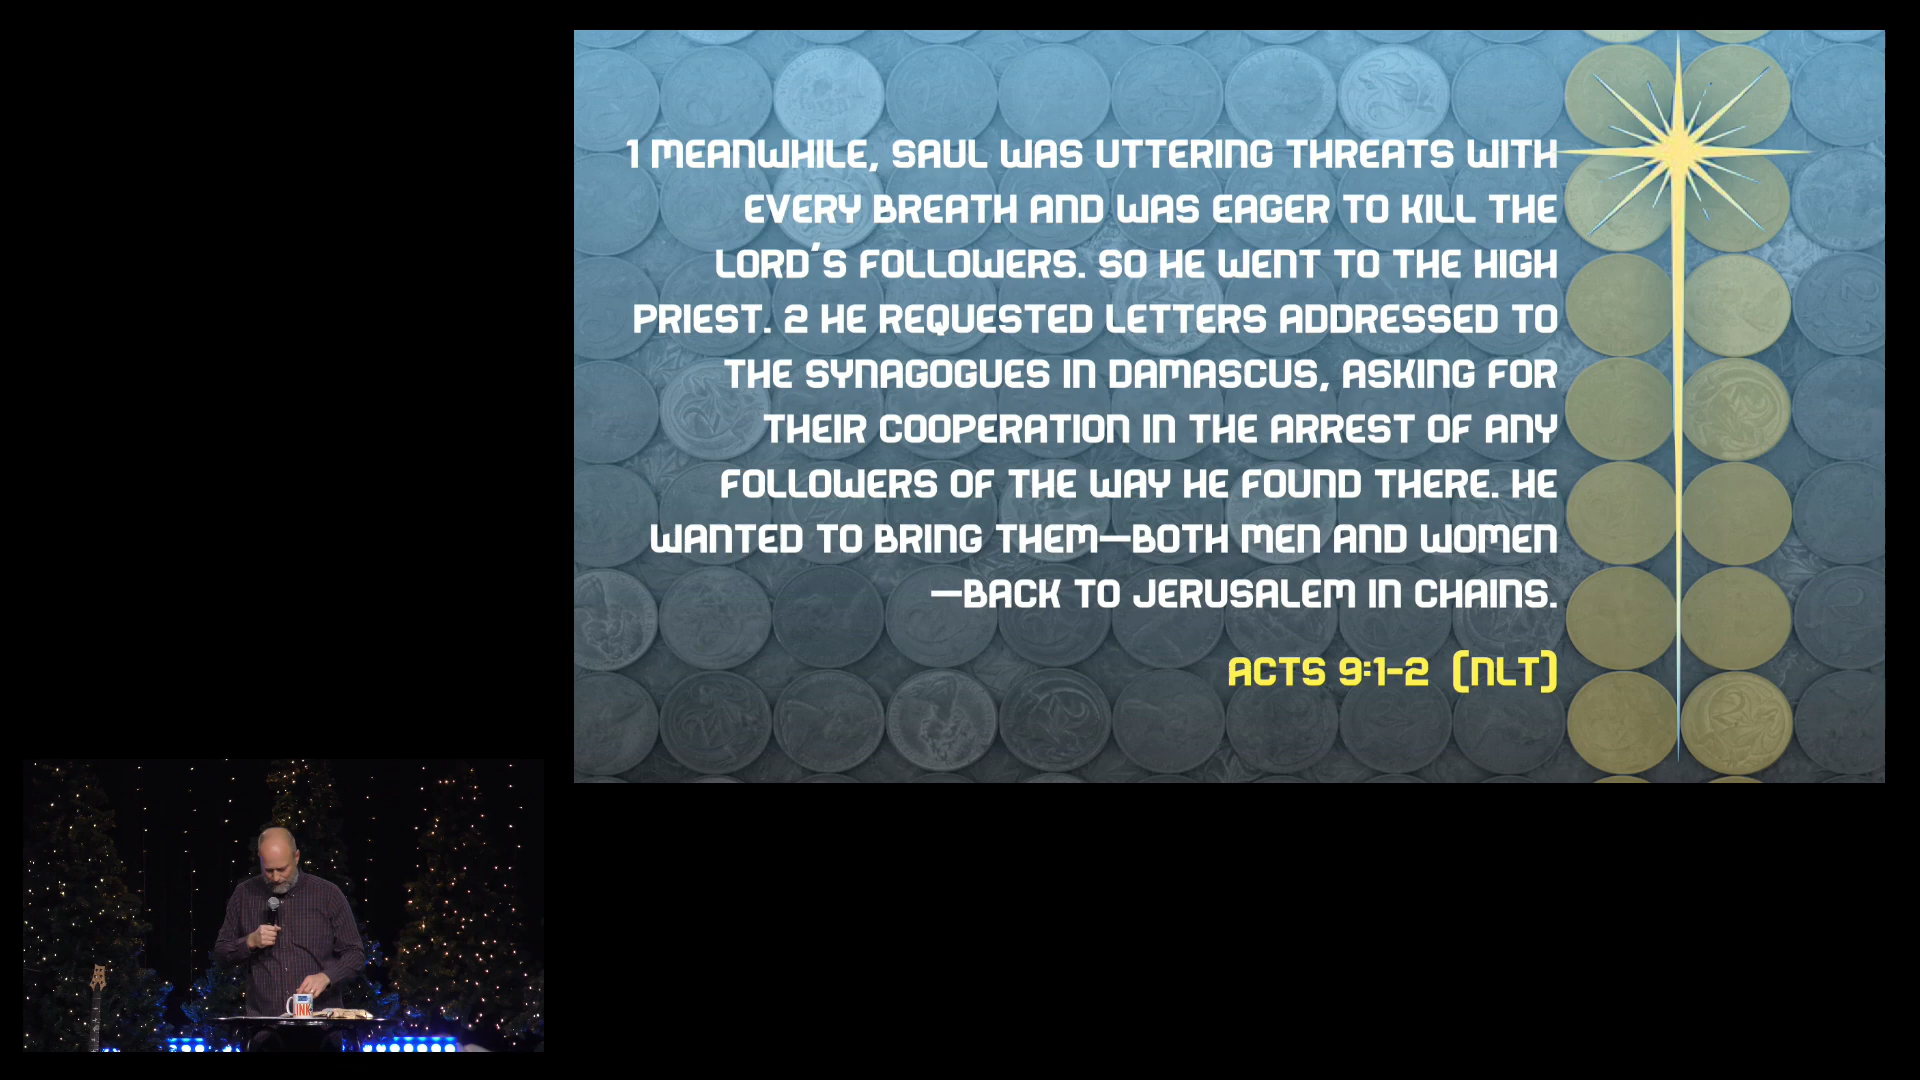 1 MEANWHILE, SAUL WAS UTTERING THREATS WITH
EVERY BREATH AND WAS EAGER TO KILL THE
LORD'S FOLLOWERS. SO HE WENT TO THE HIGH
PRIEST. 2 HE REQUESTED LETTERS ADDRESSED TO
THE SYNAGOGUES IN DAMASCUS, ASKING FOR
THEIR COOPERATION IN THE ARREST OF ANY
FOLLOWERS OF THE WAY HE FOUND THERE. HE
WANTED TO BRING THEM—BOTH MEN AND WOMEN
—BACK TO JERUSALEM IN CHAINS.
ACTS 9:1-2 (NLT)
INK